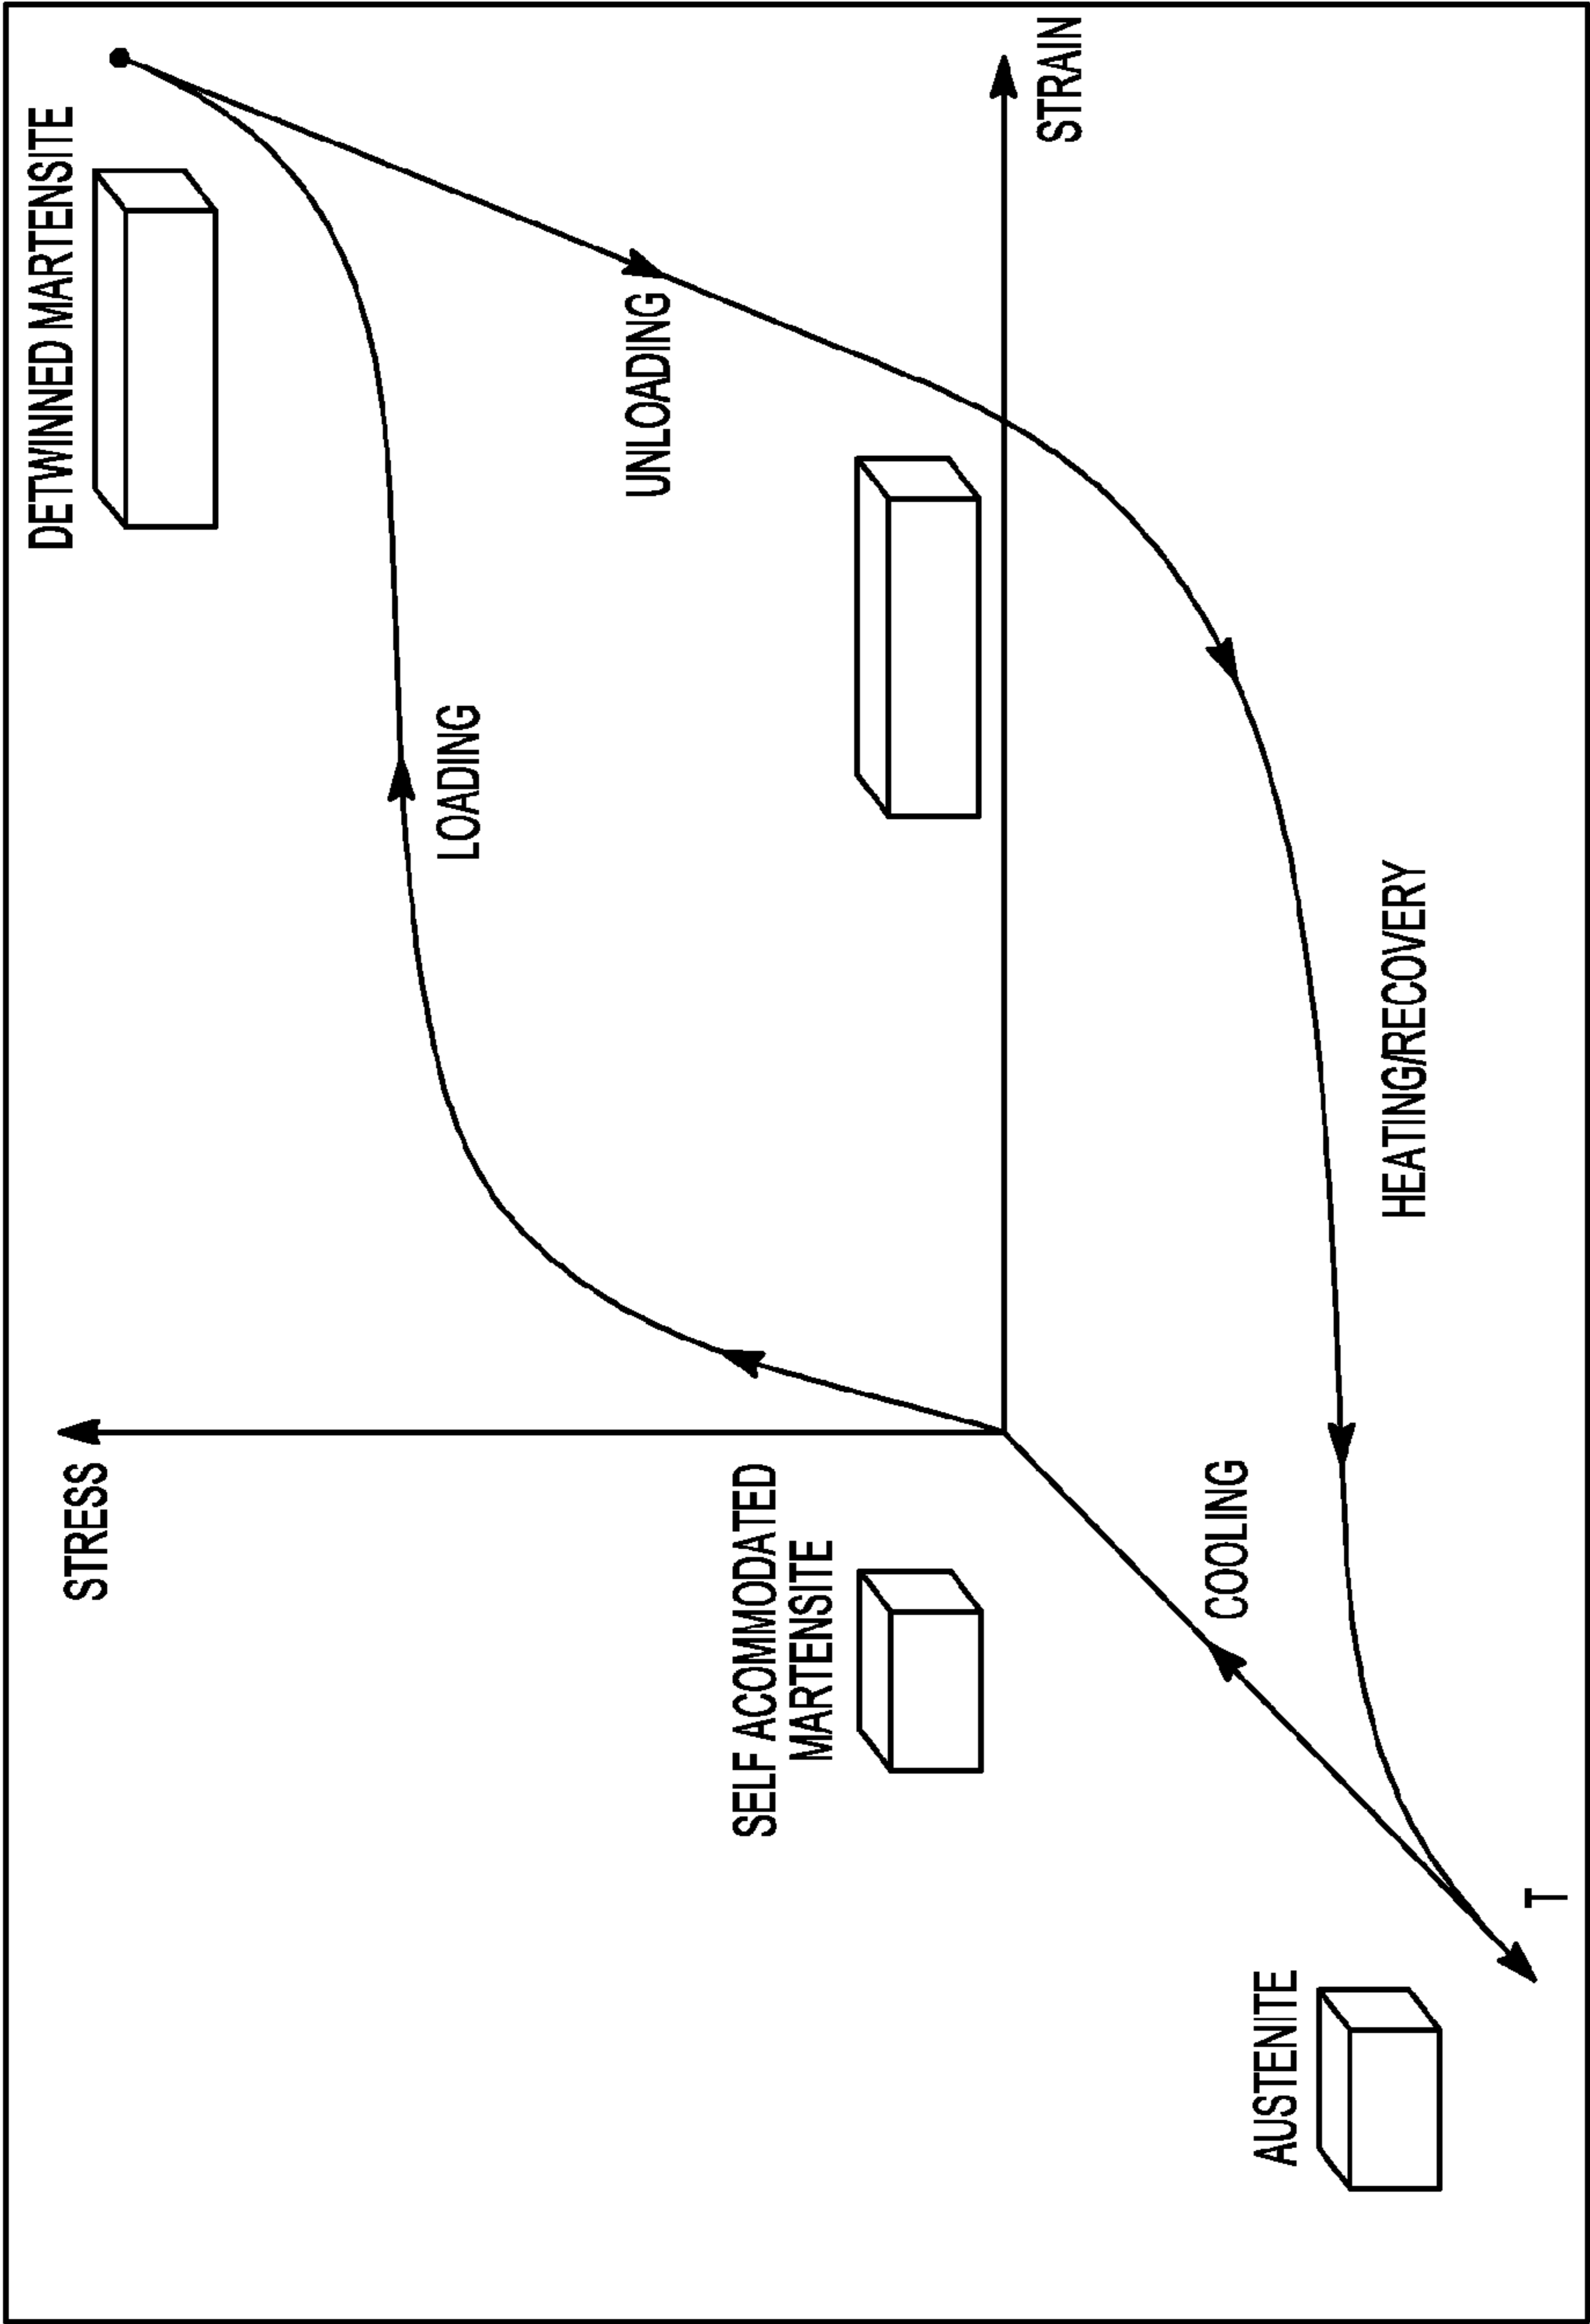 STRESS
DETWINNED MARTENSITE
LOADING
UNLOADING
SELF ACOMMODATED
MARTENSITE
STRAIN
COOLING
AUSTENITE
HEATING/RECOVERY
T